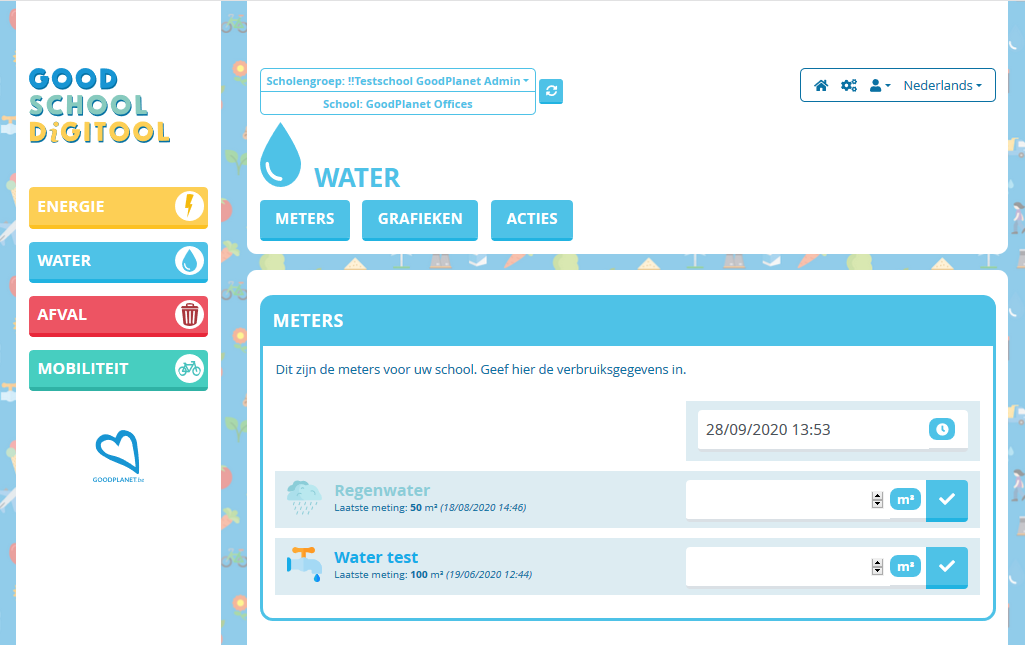 GOOD
SCHOOL
DiGITOOL
ENERGIE
WATER
AFVAL
MOBILITEIT
GOODPLANET.be
Scholengroep: !!Testschool GoodPlanet Admin
School: GoodPlanet Offices
Nederlands
WATER
METERS GRAFIEKEN ACTIES
METERS
Dit zijn de meters voor uw school. Geef hier de verbruiksgegevens in.
28/09/2020 13:53
Regenwater
Laatste meting: 50 m³ (18/08/2020 14:46)
m³
Water test
Laatste meting: 100 m³ (19/06/2020 12:44)
m³